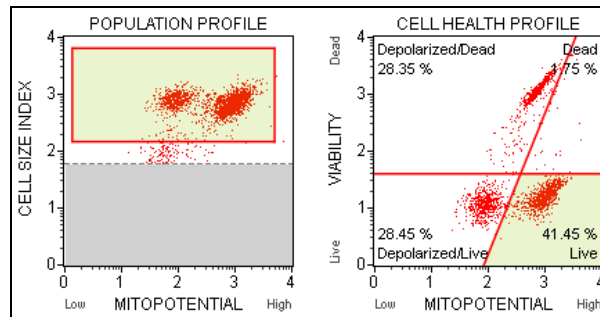 POPULATION PROFILE
4
3
2
1
0
CELL SIZE INDEX
0 1 2 3 4
Low MITOPOTENTIAL High
CELL HEALTH PROFILE
4
3
2
1
0
Dead
VIABILITY
Live
Depolarized/Dead Dead
28.35 % 1.75 %
28.45 % 41.45 %
Depolarized/Live Live
0 1 2 3 4
Low MITOPOTENTIAL High